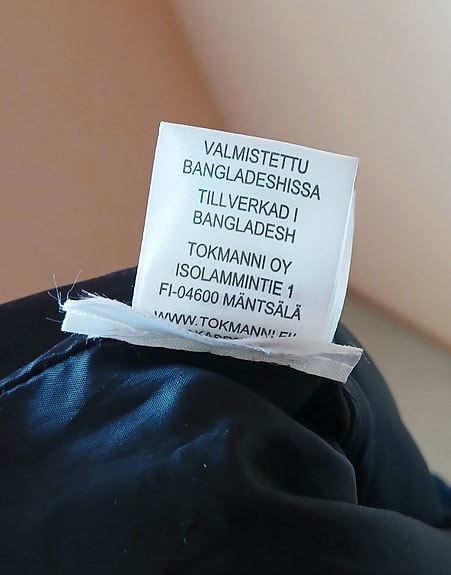 VALMISTETTU
BANGLADESHISSA
TILLVERKAD I
BANGLADESH
TOKMANNI OY
ISOLAMMINTIE 1
FI-04600 MÄNTSÄLÄ